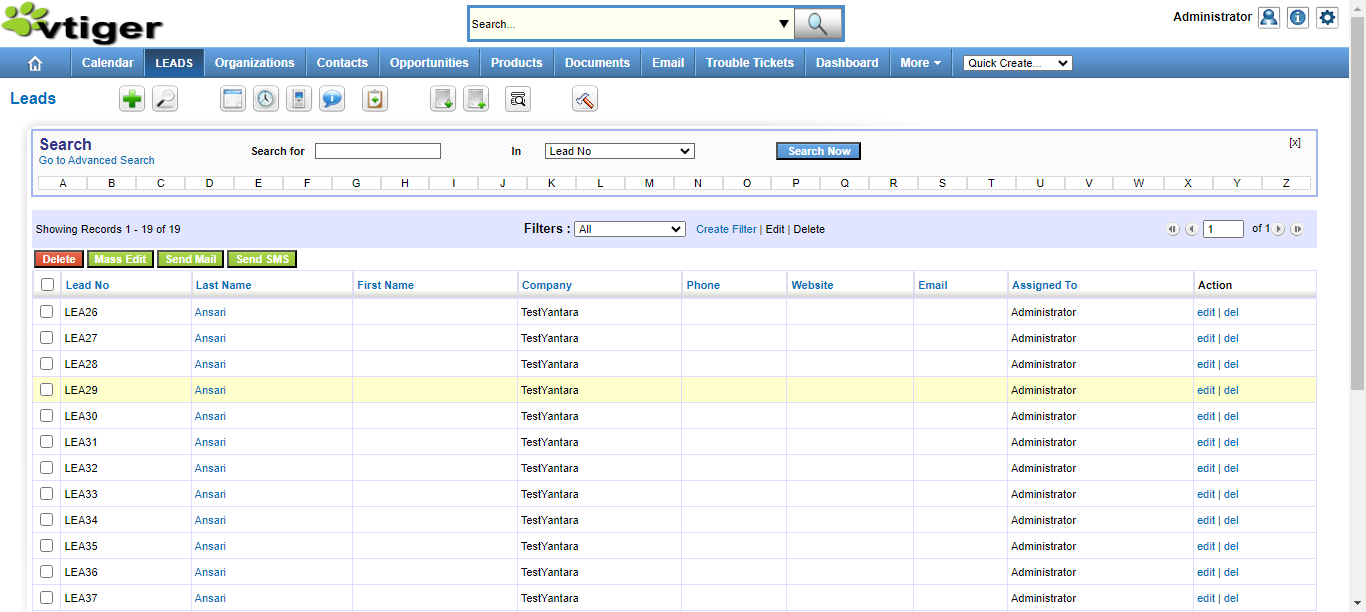 vtiger
Search...
Administrator
Calendar LEADS Organizations Contacts Opportunities Products Documents Email Trouble Tickets Dashboard More Quick Create...
Leads
Search
Go to Advanced Search
Search for In Lead No Search Now [x]
A B C D E F G H I J K L M N O P Q R S T U V W X Y Z
Showing Records 1 - 19 of 19 Filters : All Create Filter | Edit | Delete 1 of 1
Delete Mass Edit Send Mail Send SMS
Lead No Last Name First Name Company Phone Website Email Assigned To Action
LEA26 Ansari TestYantara Administrator edit | del
LEA27 Ansari TestYantara Administrator edit | del
LEA28 Ansari TestYantara Administrator edit | del
LEA29 Ansari TestYantara Administrator edit | del
LEA30 Ansari TestYantara Administrator edit | del
LEA31 Ansari TestYantara Administrator edit | del
LEA32 Ansari TestYantara Administrator edit | del
LEA33 Ansari TestYantara Administrator edit | del
LEA34 Ansari TestYantara Administrator edit | del
LEA35 Ansari TestYantara Administrator edit | del
LEA36 Ansari TestYantara Administrator edit | del
LEA37 Ansari TestYantara Administrator edit | del